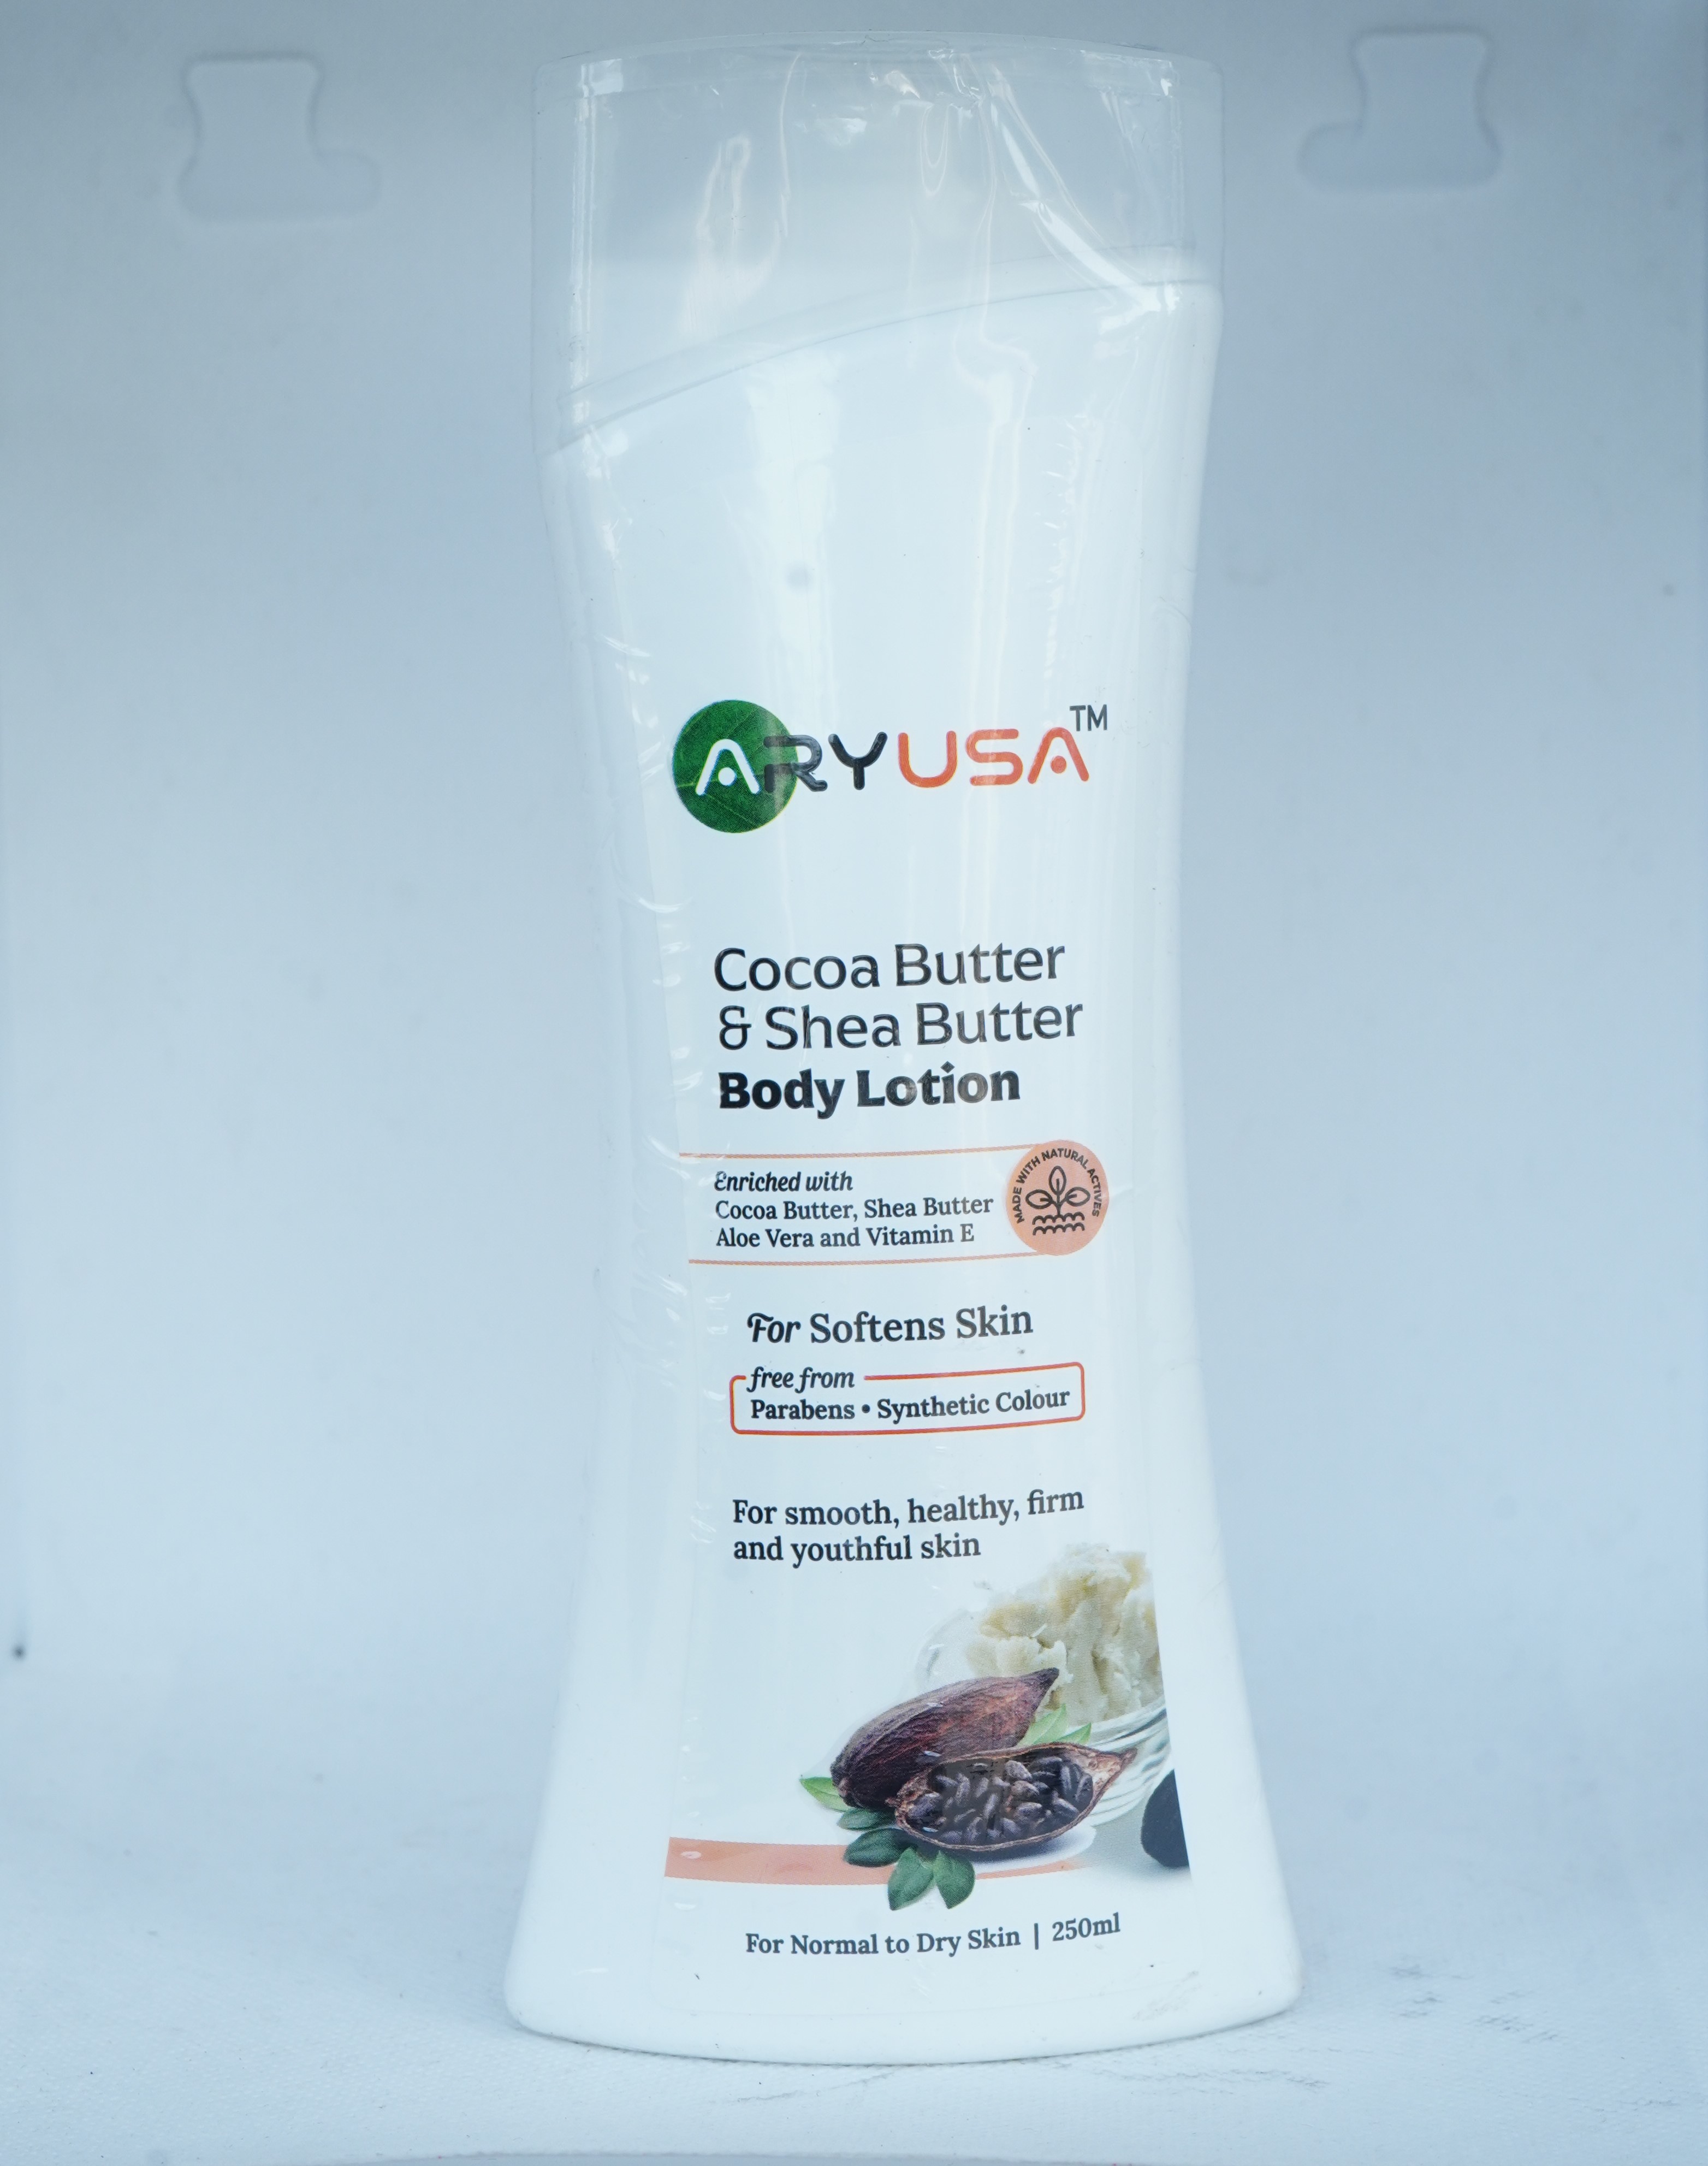 ARYUSA™
Cocoa Butter
& Shea Butter
Body Lotion
Enriched with
Cocoa Butter, Shea Butter
Aloe Vera and Vitamin E
MADE WITH NATURAL ACTIVES
For Softens Skin
free from
Parabens • Synthetic Colour
For smooth, healthy, firm
and youthful skin
For Normal to Dry Skin | 250ml